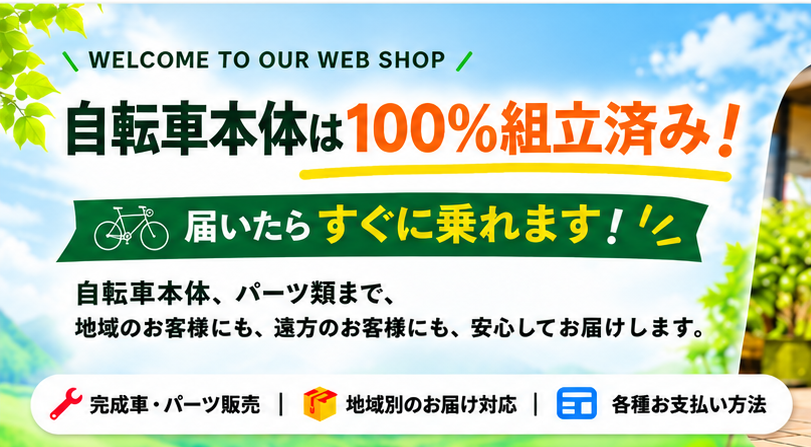 WELCOME TO OUR WEB SHOP
自転車本体は100%組立済み!
届いたらすぐに乗れます!
自転車本体、パーツ類まで、
地域のお客様にも、遠方のお客様にも、安心してお届けします。
完成車・パーツ販売 | 地域別のお届け対応 | 各種お支払い方法